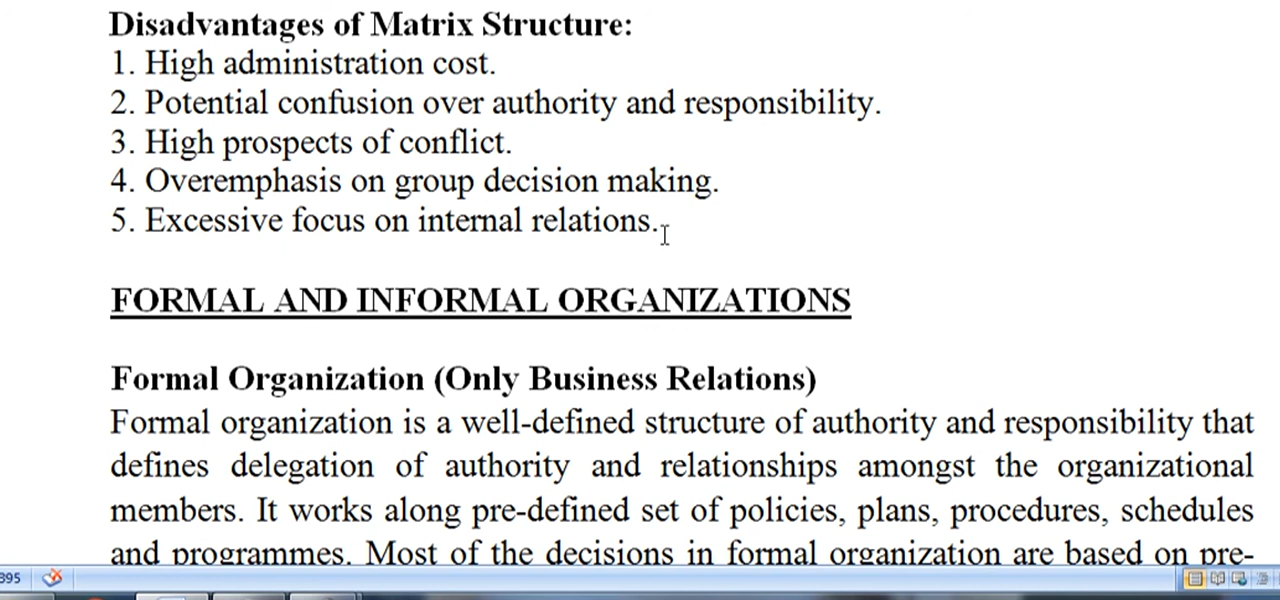 Disadvantages of Matrix Structure:
1. High administration cost.
2. Potential confusion over authority and responsibility.
3. High prospects of conflict.
4. Overemphasis on group decision making.
5. Excessive focus on internal relations.
FORMAL AND INFORMAL ORGANIZATIONS
Formal Organization (Only Business Relations)
Formal organization is a well-defined structure of authority and responsibility that
defines delegation of authority and relationships amongst the organizational
members. It works along pre-defined set of policies, plans, procedures, schedules
and programmes. Most of the decisions in formal organization are based on pre-
395